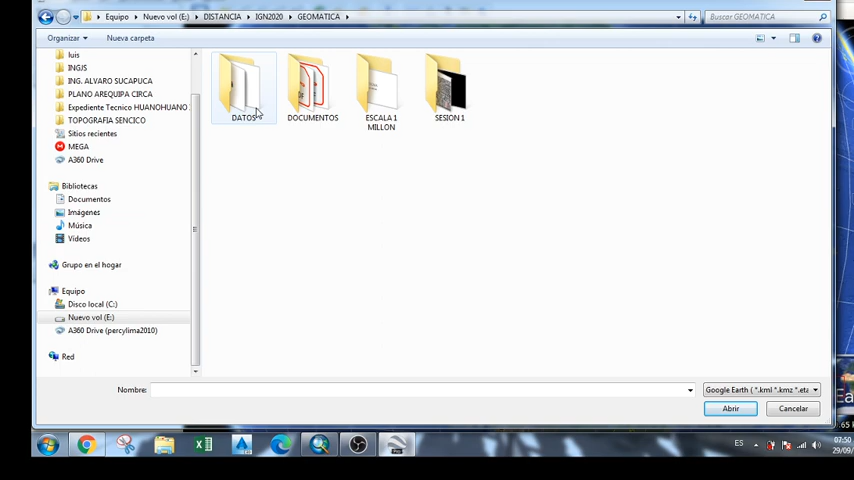 Equipo ▸ Nuevo vol (E:) ▸ DISTANCIA ▸ IGN2020 ▸ GEOMATICA ▸
Buscar GEOMATICA
Organizar
Nueva carpeta
luis
INGJS
ING. ALVARO SUCAPUCA
PLANO AREQUIPA CIRCA
Expediente Tecnico HUANOHUANO
TOPOGRAFIA SENCICO
Sitios recientes
MEGA
A360 Drive
Bibliotecas
Documentos
Imágenes
Música
Vídeos
Grupo en el hogar
Equipo
Disco local (C:)
Nuevo vol (E:)
A360 Drive (percylima2010)
Red
DATOS
DOCUMENTOS
ESCALA 1
MILLON
SESION 1
Nombre:
Google Earth ( *.kml *.kmz *.eta
Abrir
Cancelar
ES
07:50
29/09/